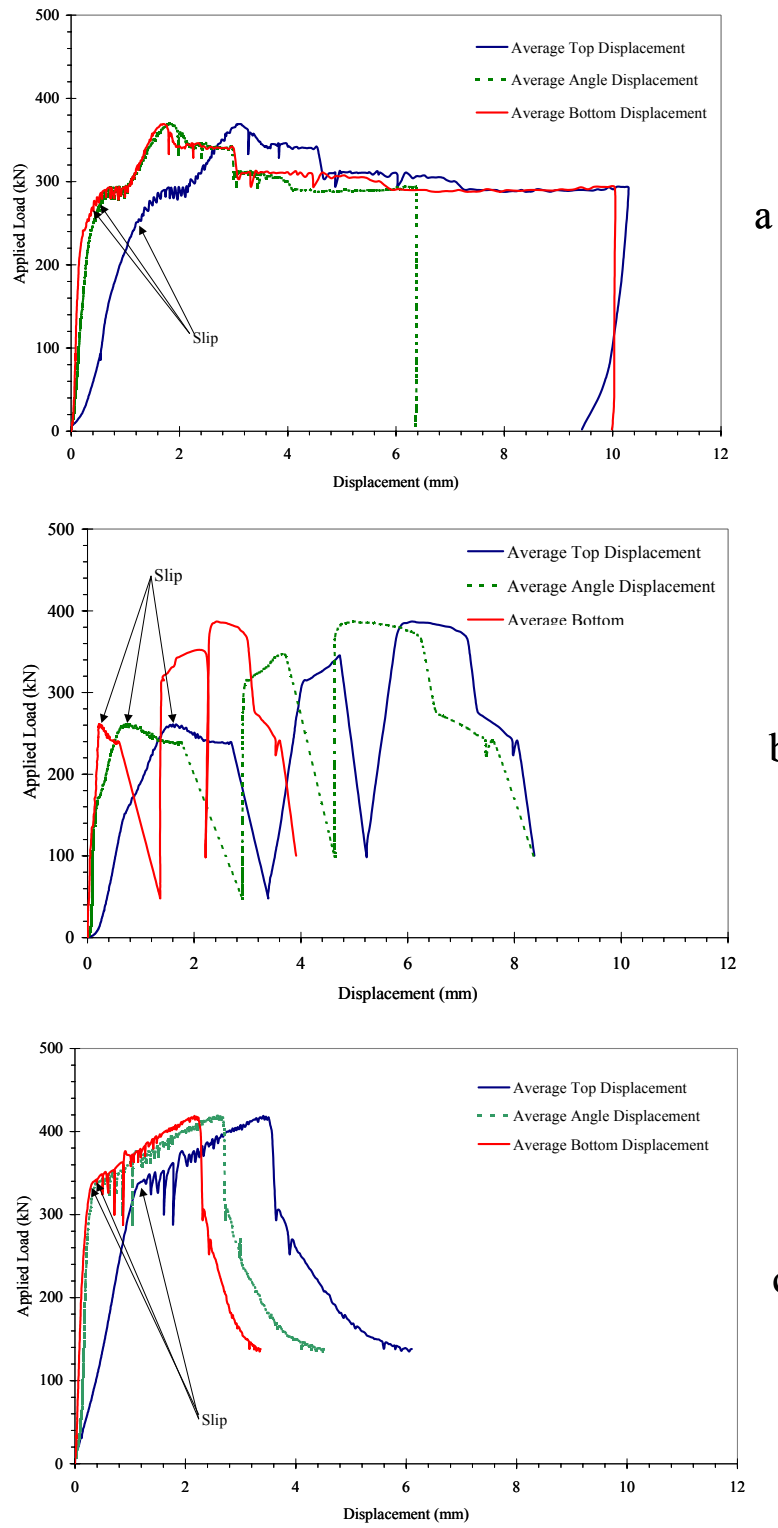 500
400
300
200
100
0
Applied Load (kN)
Average Top Displacement
Average Angle Displacement
Average Bottom Displacement
Slip
a
0 2 4 6 8 10 12
Displacement (mm)
500
400
300
200
100
0
Applied Load (kN)
Average Top Displacement
Average Angle Displacement
Average Bottom
Slip
0 2 4 6 8 10 12
Displacement (mm)
500
400
300
200
100
0
Applied Load (kN)
Average Top Displacement
Average Angle Displacement
Average Bottom Displacement
Slip
0 2 4 6 8 10 12
Displacement (mm)